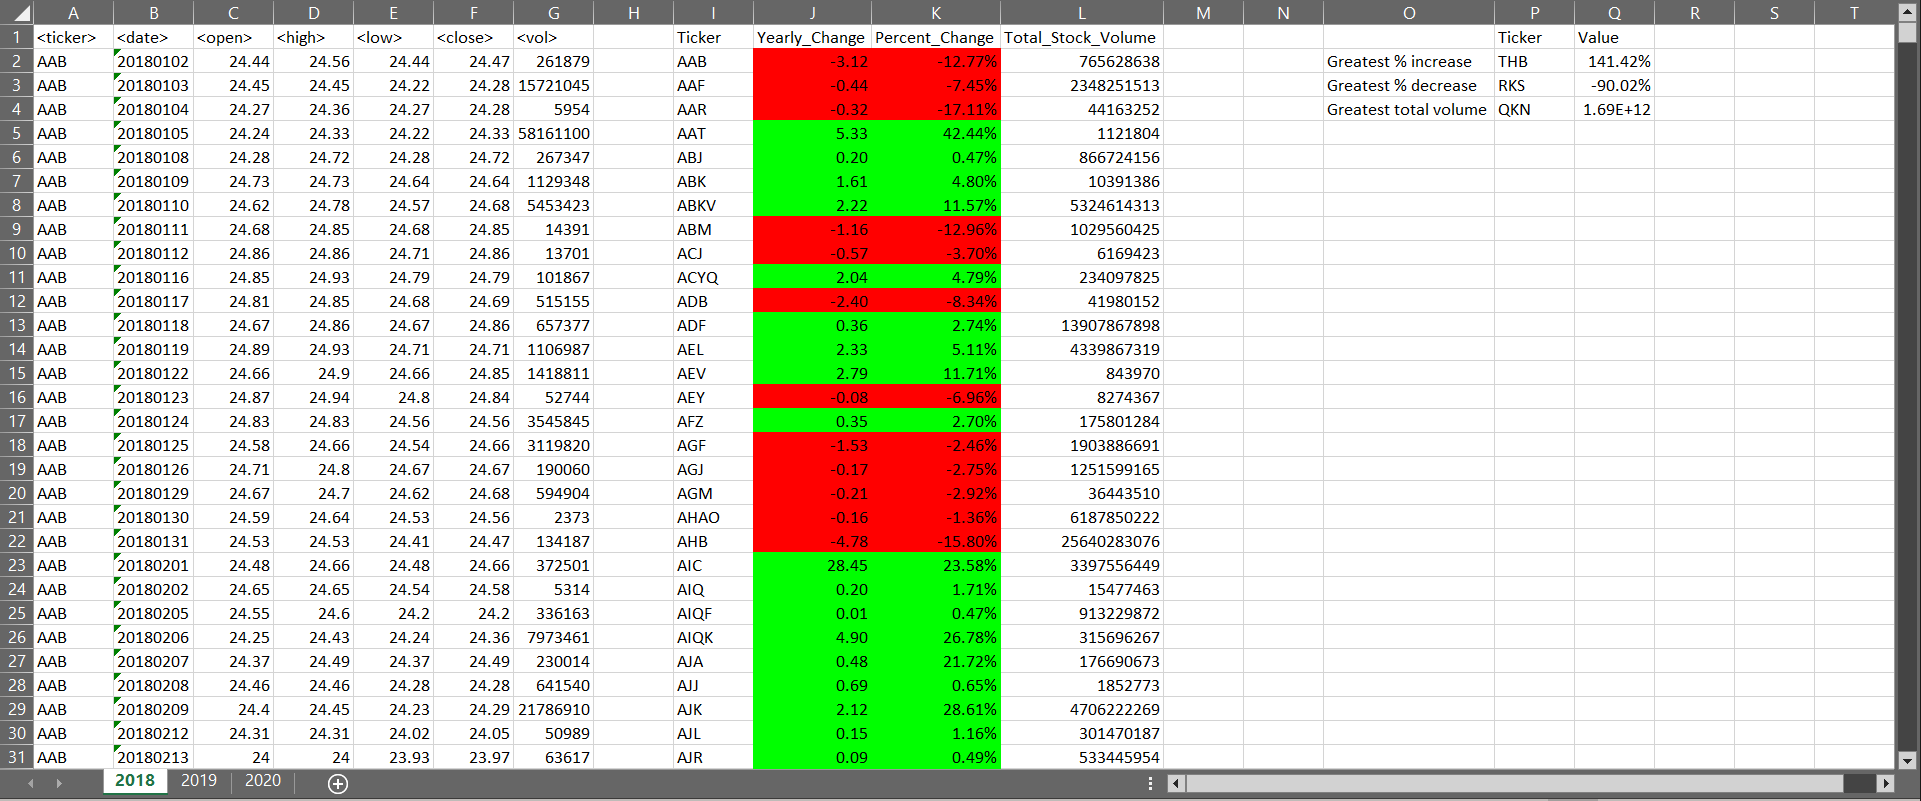 A B C D E F G H I J K L M N O P Q R S T
1 <ticker> <date> <open> <high> <low> <close> <vol> Ticker Yearly_Change Percent_Change Total_Stock_Volume Ticker Value
2 AAB 20180102 24.44 24.56 24.44 24.47 261879 AAB -3.12 -12.77% 765628638 Greatest % increase THB 141.42%
3 AAB 20180103 24.45 24.45 24.22 24.28 15721045 AAF -0.44 -7.45% 2348251513 Greatest % decrease RKS -90.02%
4 AAB 20180104 24.27 24.36 24.27 24.28 5954 AAR -0.32 -17.11% 44163252 Greatest total volume QKN 1.69E+12
5 AAB 20180105 24.24 24.33 24.22 24.33 58161100 AAT 5.33 42.44% 1121804
6 AAB 20180108 24.28 24.72 24.28 24.72 267347 ABJ 0.20 0.47% 866724156
7 AAB 20180109 24.73 24.73 24.64 24.64 1129348 ABK 1.61 4.80% 10391386
8 AAB 20180110 24.62 24.78 24.57 24.68 5453423 ABKV 2.22 11.57% 5324614313
9 AAB 20180111 24.68 24.85 24.68 24.85 14391 ABM -1.16 -12.96% 1029560425
10 AAB 20180112 24.86 24.86 24.71 24.86 13701 ACJ -0.57 -3.70% 6169423
11 AAB 20180116 24.85 24.93 24.79 24.79 101867 ACYQ 2.04 4.79% 234097825
12 AAB 20180117 24.81 24.85 24.68 24.69 515155 ADB -2.40 -8.34% 41980152
13 AAB 20180118 24.67 24.86 24.67 24.86 657377 ADF 0.36 2.74% 13907867898
14 AAB 20180119 24.89 24.93 24.71 24.71 1106987 AEL 2.33 5.11% 4339867319
15 AAB 20180122 24.66 24.9 24.66 24.85 1418811 AEV 2.79 11.71% 843970
16 AAB 20180123 24.87 24.94 24.8 24.84 52744 AEY -0.08 -6.96% 8274367
17 AAB 20180124 24.83 24.83 24.56 24.56 3545845 AFZ 0.35 2.70% 175801284
18 AAB 20180125 24.58 24.66 24.54 24.66 3119820 AGF -1.53 -2.46% 1903886691
19 AAB 20180126 24.71 24.8 24.67 24.67 190060 AGJ -0.17 -2.75% 1251599165
20 AAB 20180129 24.67 24.7 24.62 24.68 594904 AGM -0.21 -2.92% 36443510
21 AAB 20180130 24.59 24.64 24.53 24.56 2373 AHAO -0.16 -1.36% 6187850222
22 AAB 20180131 24.53 24.53 24.41 24.47 134187 AHB -4.78 -15.80% 25640283076
23 AAB 20180201 24.48 24.66 24.48 24.66 372501 AIC 28.45 23.58% 3397556449
24 AAB 20180202 24.65 24.65 24.54 24.58 5314 AIQ 0.20 1.71% 15477463
25 AAB 20180205 24.55 24.6 24.2 24.2 336163 AIQF 0.01 0.47% 913229872
26 AAB 20180206 24.25 24.43 24.24 24.36 7973461 AIQK 4.90 26.78% 315696267
27 AAB 20180207 24.37 24.49 24.37 24.49 230014 AJA 0.48 21.72% 176690673
28 AAB 20180208 24.46 24.46 24.28 24.28 641540 AJJ 0.69 0.65% 1852773
29 AAB 20180209 24.4 24.45 24.23 24.29 21786910 AJK 2.12 28.61% 4706222269
30 AAB 20180212 24.31 24.31 24.02 24.05 50989 AJL 0.15 1.16% 301470187
31 AAB 20180213 24 24 23.93 23.97 63617 AJR 0.09 0.49% 533445954
2018 2019 2020